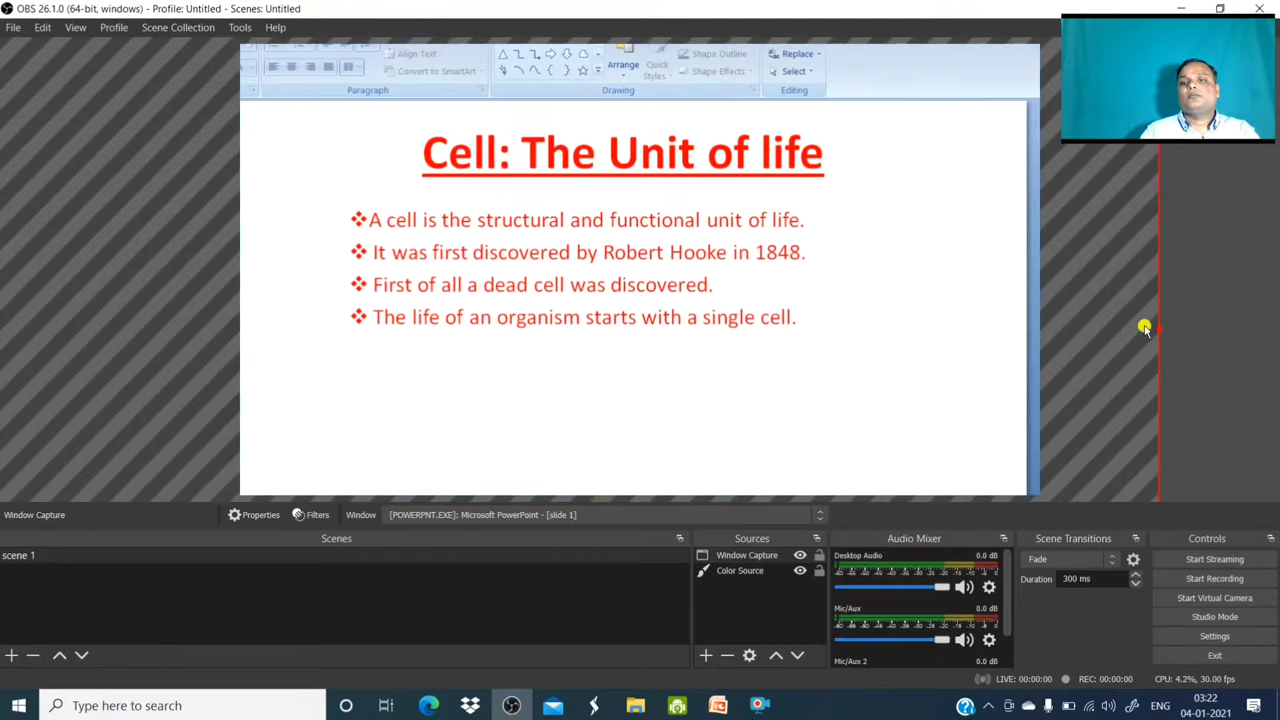 OBS 26.1.0 (64-bit, windows) - Profile: Untitled - Scenes: Untitled
File Edit View Profile Scene Collection Tools Help
Align Text
Convert to SmartArt
Arrange
Quick Styles
Shape Outline
Shape Effects
Replace
Select
Paragraph Drawing Editing
Cell: The Unit of life
❖A cell is the structural and functional unit of life.
❖ It was first discovered by Robert Hooke in 1848.
❖ First of all a dead cell was discovered.
❖ The life of an organism starts with a single cell.
Window Capture Properties Filters Window [POWERPNT.EXE]: Microsoft PowerPoint - [slide 1]
Scenes
scene 1
Sources
Window Capture
Color Source
Audio Mixer
Desktop Audio 0.0 dB
Mic/Aux 0.0 dB
Mic/Aux 2
Scene Transitions
Fade
Duration 300 ms
Controls
Start Streaming
Start Recording
Start Virtual Camera
Studio Mode
Settings
Exit
LIVE: 00:00:00 REC: 00:00:00 CPU: 4.2%, 30.00 fps
Type here to search
ENG
03:22
04-01-2021